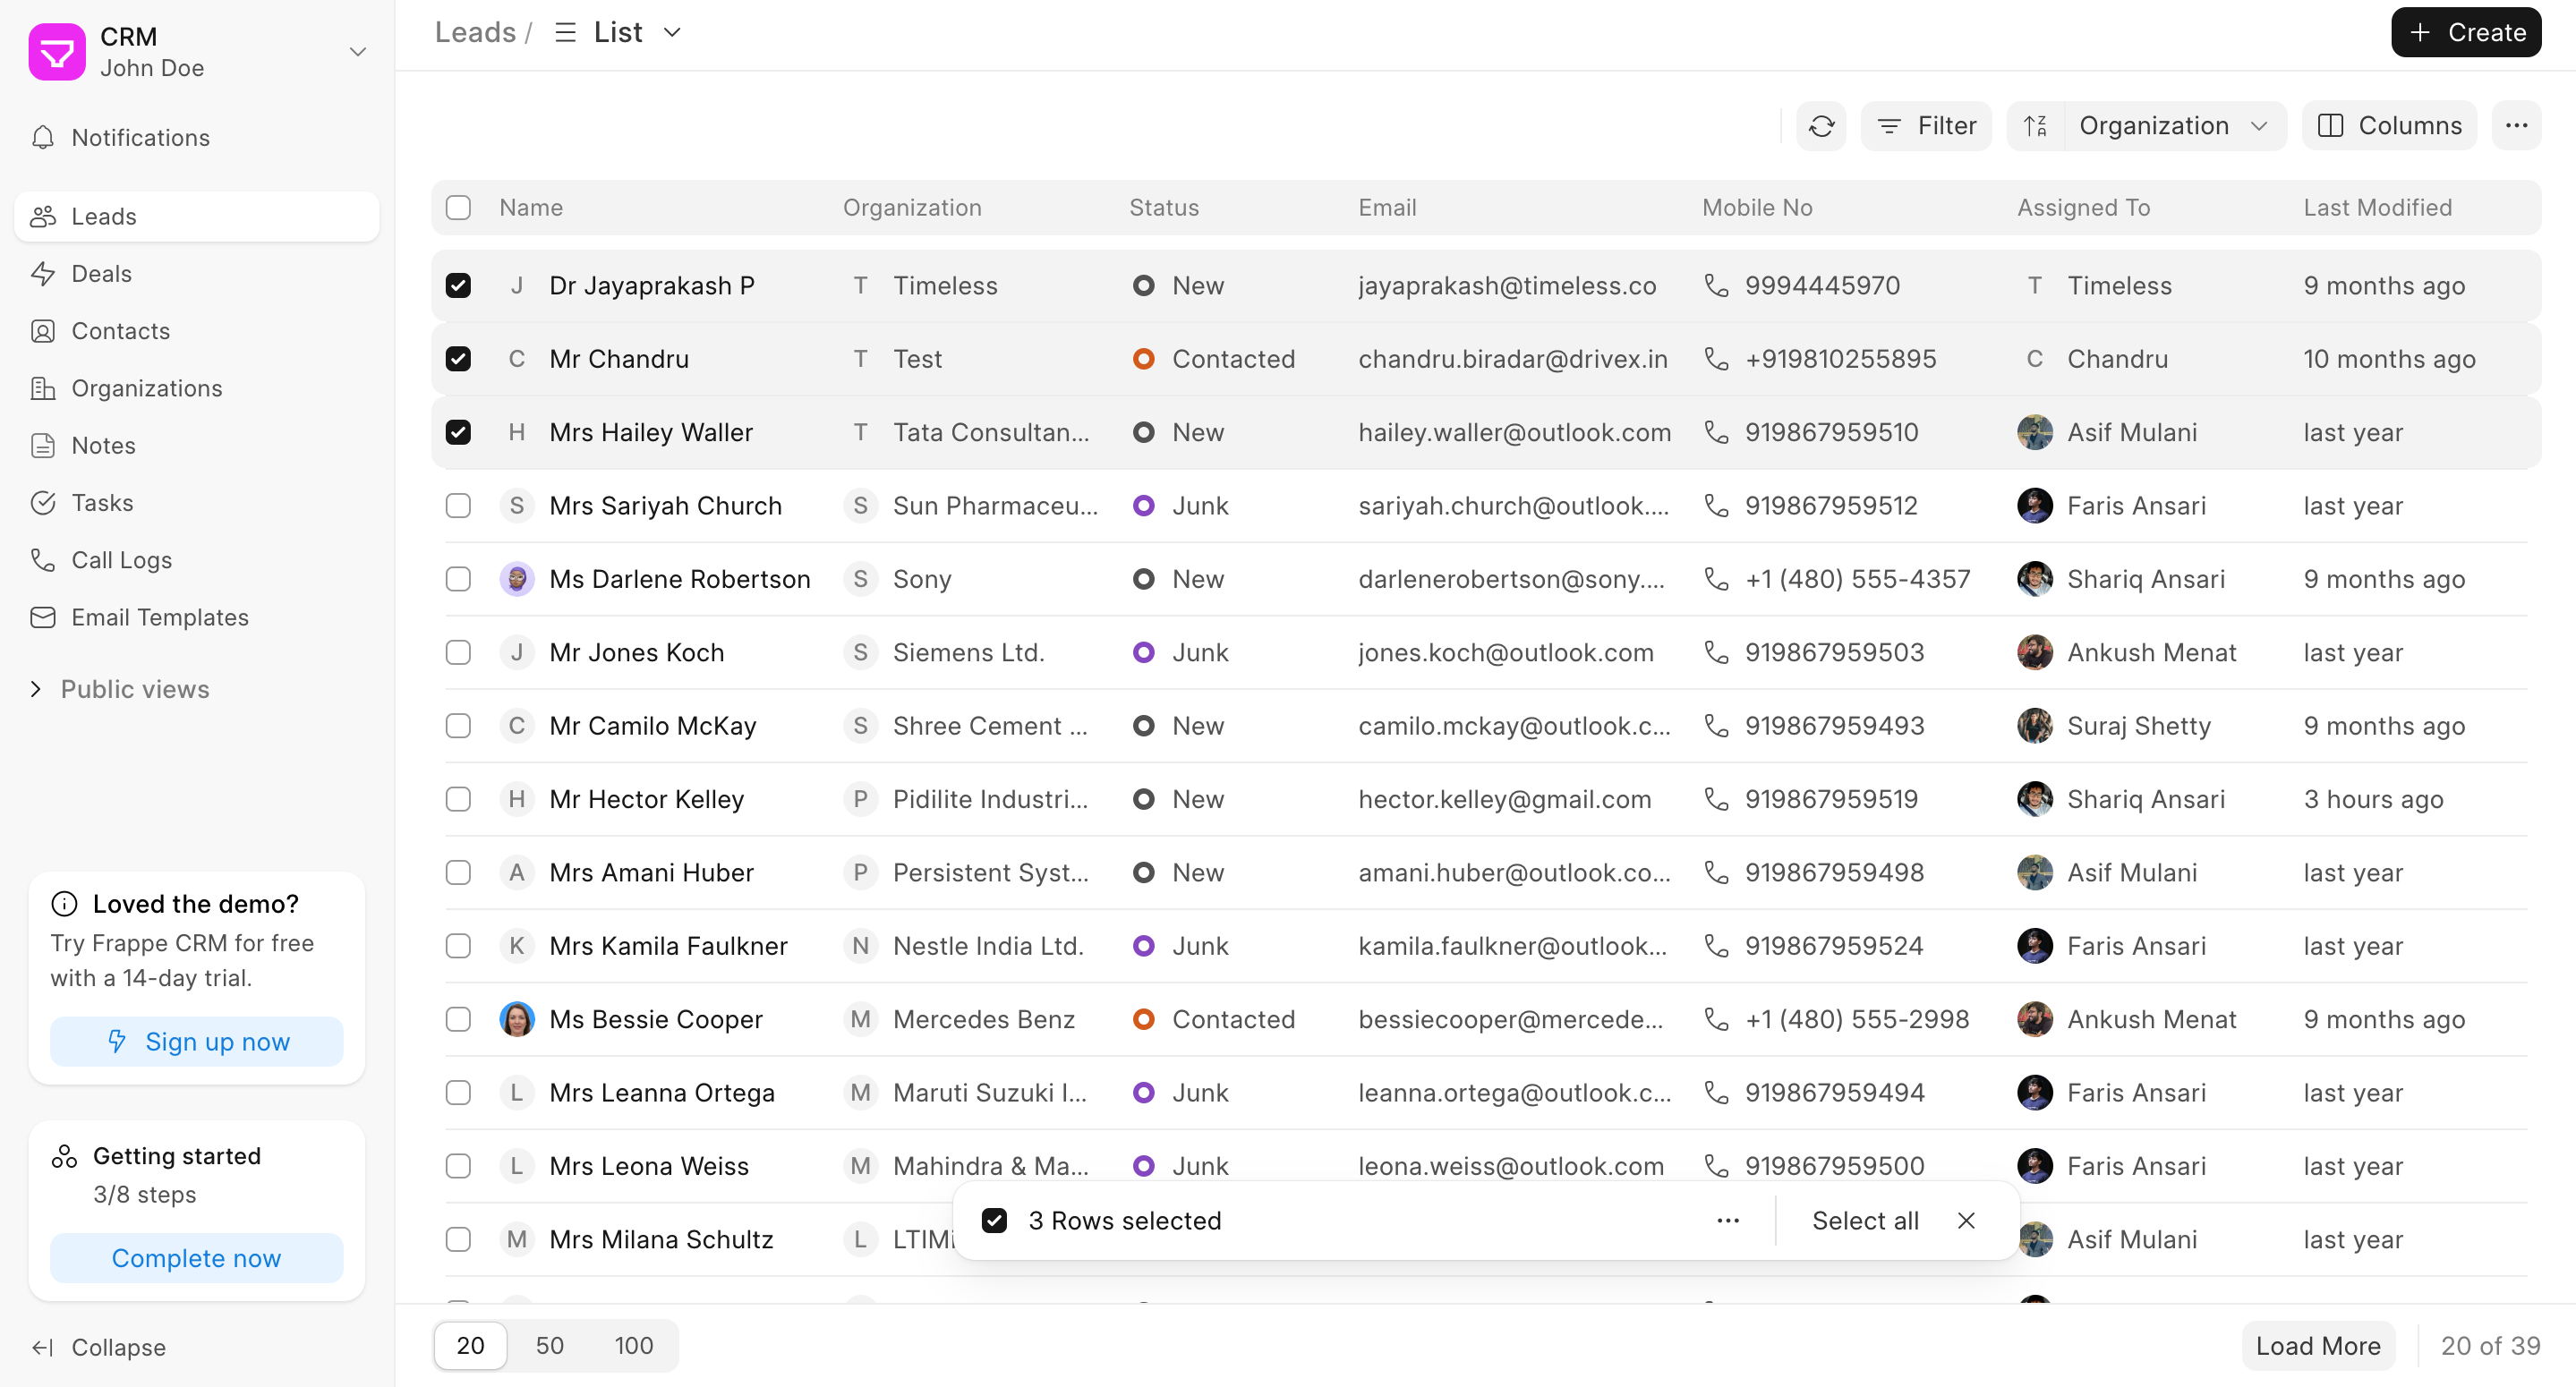 CRM
John Doe
Notifications
Leads
Deals
Contacts
Organizations
Notes
Tasks
Call Logs
Email Templates
Public views
Loved the demo?
Try Frappe CRM for free
with a 14-day trial.
Sign up now
Getting started
3/8 steps
Complete now
Collapse
Leads / List
Create
Filter Organization Columns
Name Organization Status Email Mobile No Assigned To Last Modified
J Dr Jayaprakash P T Timeless New jayaprakash@timeless.co 9994445970 T Timeless 9 months ago
C Mr Chandru T Test Contacted chandru.biradar@drivex.in +919810255895 C Chandru 10 months ago
H Mrs Hailey Waller T Tata Consultan... New hailey.waller@outlook.com 919867959510 Asif Mulani last year
S Mrs Sariyah Church S Sun Pharmaceu... Junk sariyah.church@outlook.... 919867959512 Faris Ansari last year
Ms Darlene Robertson S Sony New darlenerobertson@sony.... +1 (480) 555-4357 Shariq Ansari 9 months ago
J Mr Jones Koch S Siemens Ltd. Junk jones.koch@outlook.com 919867959503 Ankush Menat last year
C Mr Camilo McKay S Shree Cement ... New camilo.mckay@outlook.c... 919867959493 Suraj Shetty 9 months ago
H Mr Hector Kelley P Pidilite Industri... New hector.kelley@gmail.com 919867959519 Shariq Ansari 3 hours ago
A Mrs Amani Huber P Persistent Syst... New amani.huber@outlook.co... 919867959498 Asif Mulani last year
K Mrs Kamila Faulkner N Nestle India Ltd. Junk kamila.faulkner@outlook... 919867959524 Faris Ansari last year
Ms Bessie Cooper M Mercedes Benz Contacted bessiecooper@mercede... +1 (480) 555-2998 Ankush Menat 9 months ago
L Mrs Leanna Ortega M Maruti Suzuki I... Junk leanna.ortega@outlook.c... 919867959494 Faris Ansari last year
L Mrs Leona Weiss M Mahindra & Ma... Junk leona.weiss@outlook.com 919867959500 Faris Ansari last year
M Mrs Milana Schultz L Asif Mulani last year
3 Rows selected Select all
20 50 100
Load More 20 of 39